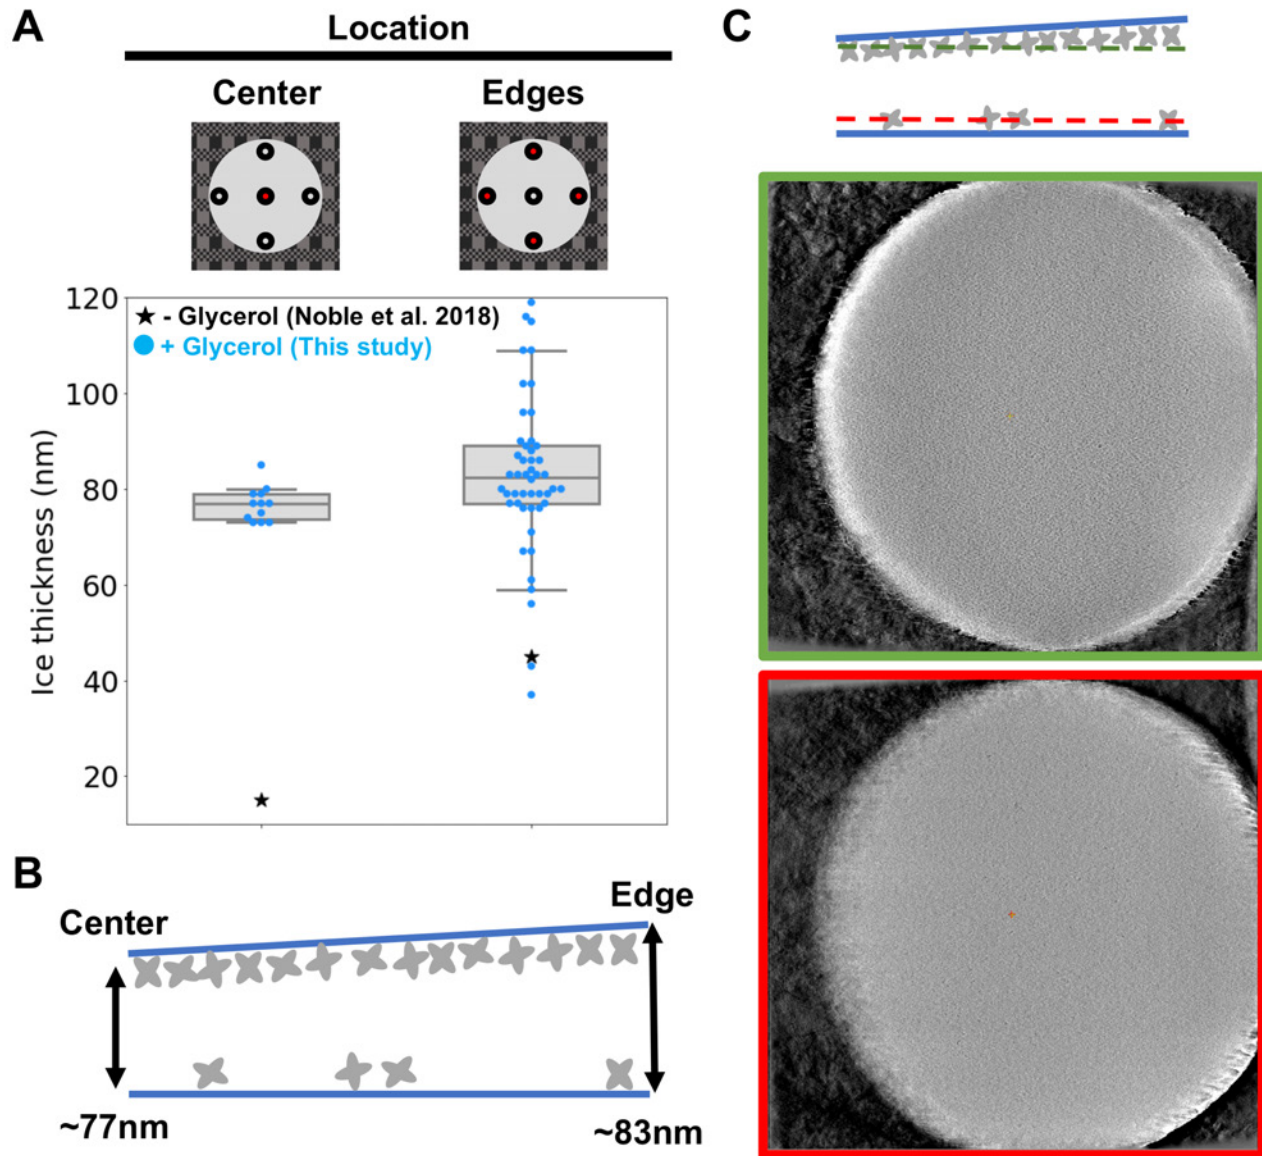 A
Location
Center
Edges
★ - Glycerol (Noble et al. 2018)
+ Glycerol (This study)
Ice thickness (nm)
120
100
80
60
40
20
B
Center
Edge
~77nm
~83nm
C